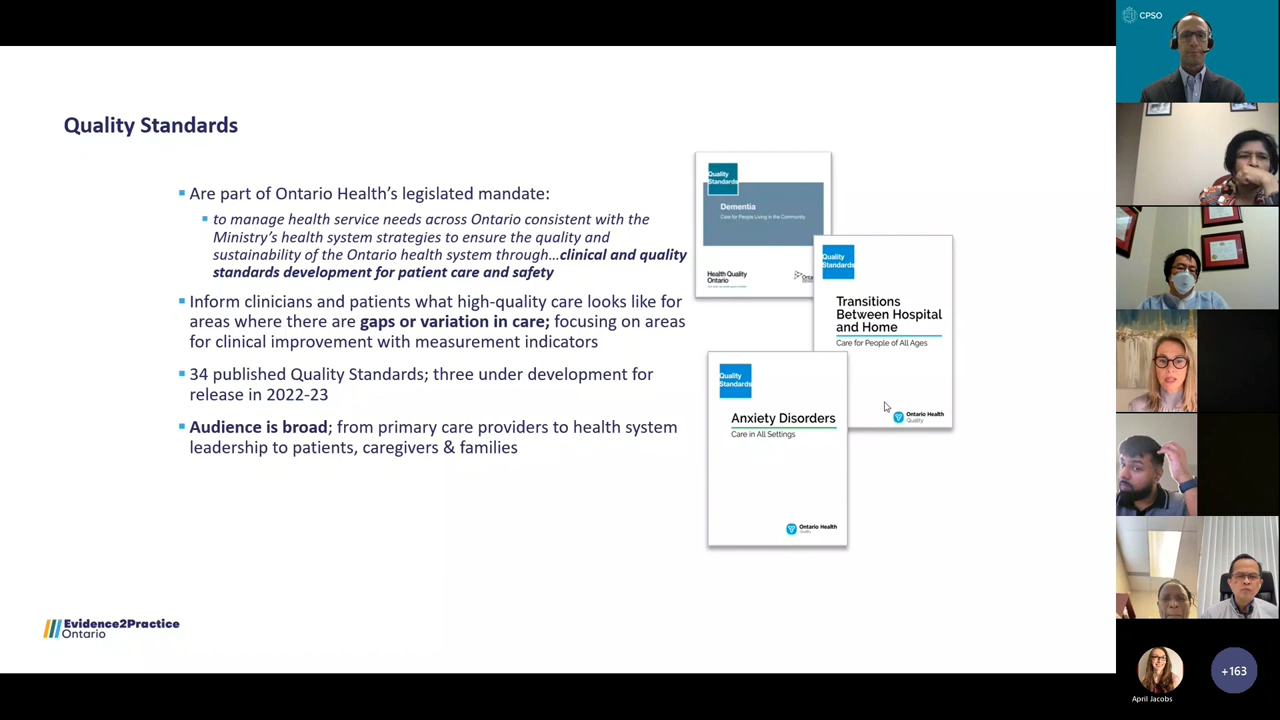 CPSO
Quality Standards
Are part of Ontario Health's legislated mandate:
to manage health service needs across Ontario consistent with the
Ministry's health system strategies to ensure the quality and
sustainability of the Ontario health system through...clinical and quality
standards development for patient care and safety
Inform clinicians and patients what high-quality care looks like for
areas where there are gaps or variation in care; focusing on areas
for clinical improvement with measurement indicators
34 published Quality Standards; three under development for
release in 2022-23
Audience is broad; from primary care providers to health system
leadership to patients, caregivers & families
Quality
Standards
Dementia
Care for People Living in the Community
Health Quality
Ontario
Quality
Standards
Transitions
Between Hospital
and Home
Care for People of All Ages
Ontario Health
Quality
Quality
Standards
Anxiety Disorders
Care in All Settings
Ontario Health
Quality
Evidence2Practice
Ontario
April Jacobs
+163